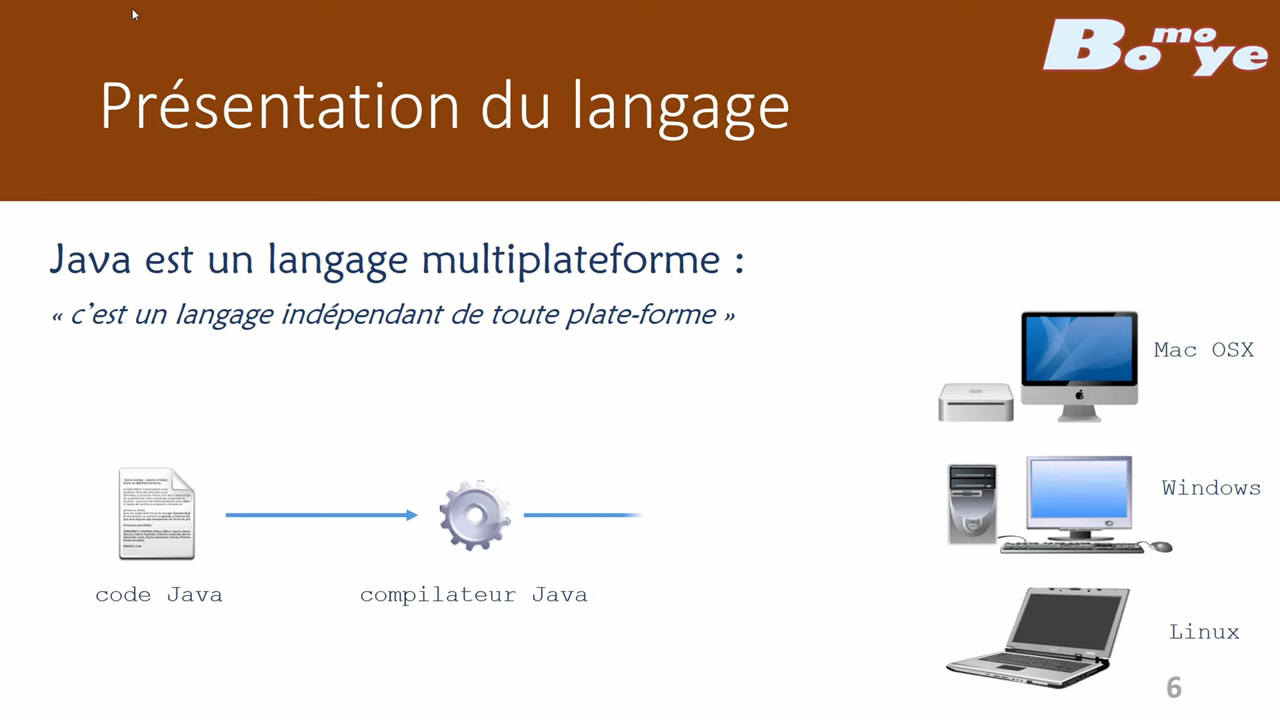 Bomoye
Présentation du langage
Java est un langage multiplateforme :
« c’est un langage indépendant de toute plate-forme »
Mac OSX
Windows
code Java
compilateur Java
Linux
6